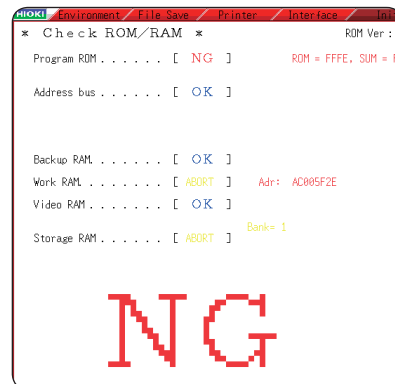 HIOKI Environment / File Save / Printer / Interface / Ini
* Check ROM/RAM * ROM Ver :
Program ROM . . . . . . [ NG ] ROM = FFFE, SUM =
Address bus . . . . . . [ OK ]
Backup RAM. . . . . . . [ OK ]
Work RAM. . . . . . . . [ ABORT ] Adr: AC005F2E
Video RAM . . . . . . . [ OK ]
Bank= 1
Storage RAM . . . . . . [ ABORT ]
NG